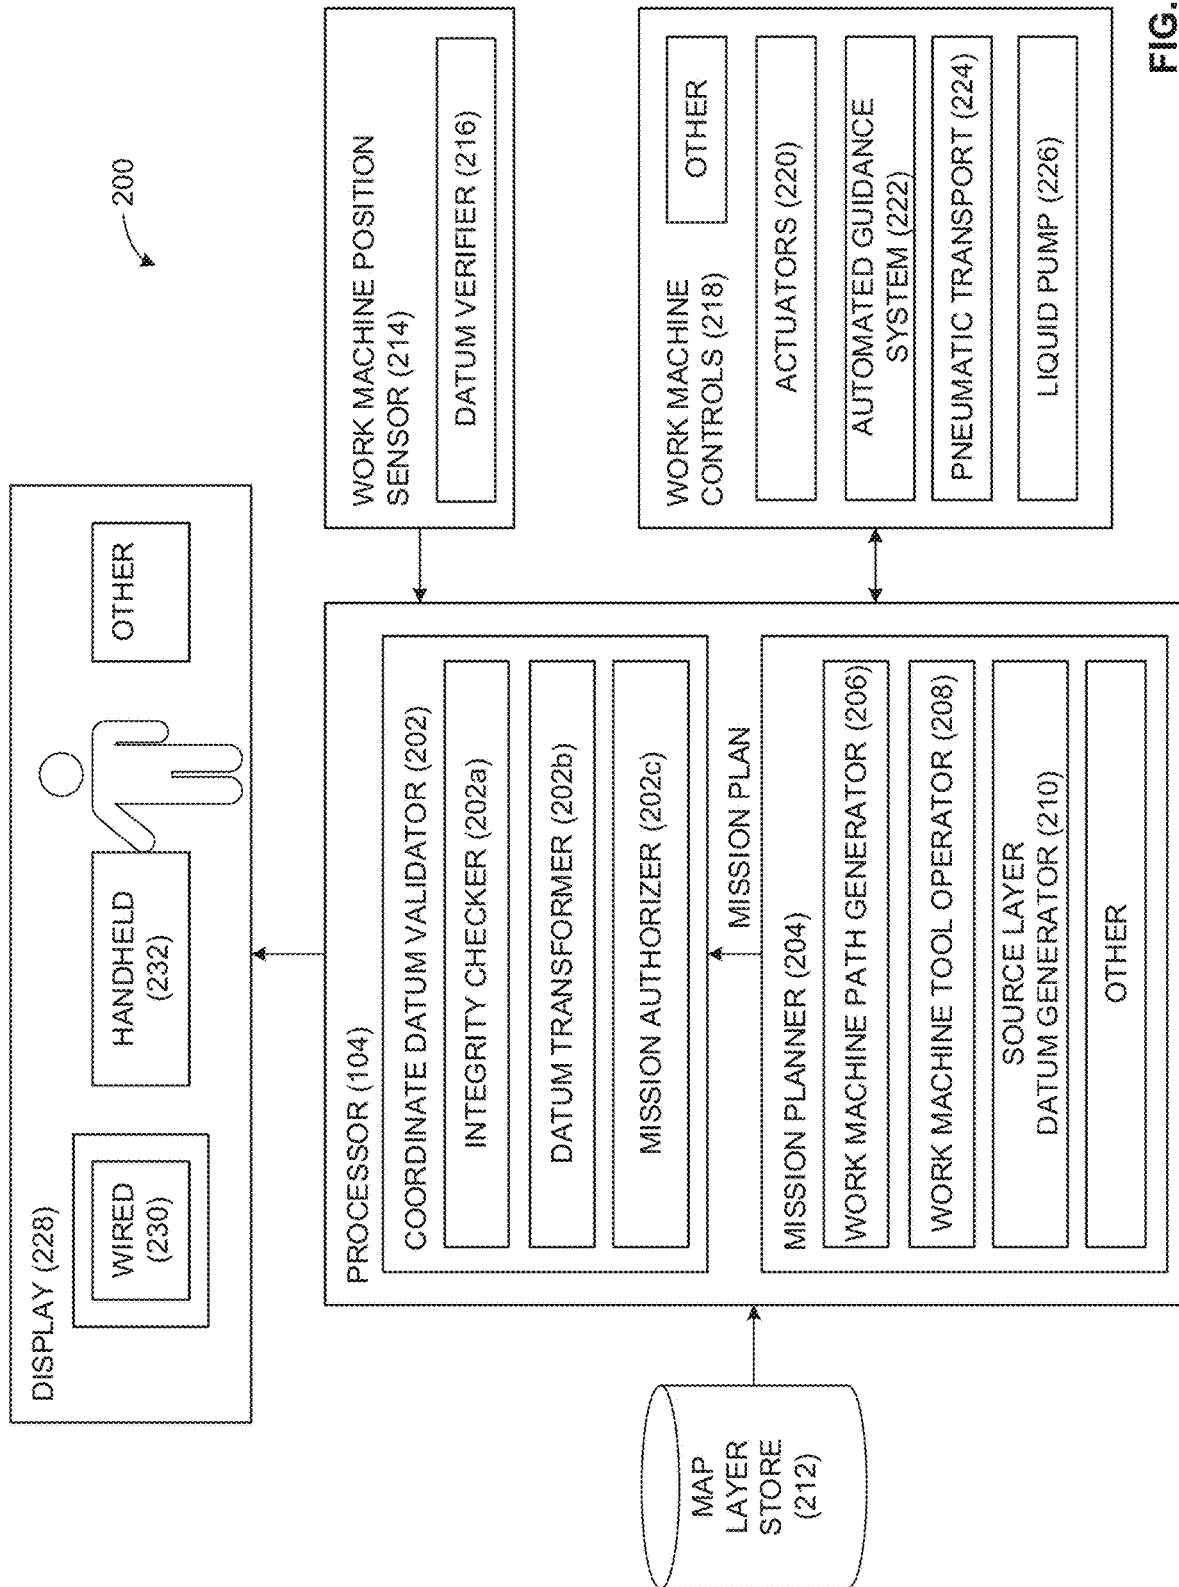 200
DISPLAY (228)
WIRED
(230)
HANDHELD
(232)
OTHER
PROCESSOR (104)
COORDINATE DATUM VALIDATOR (202)
INTEGRITY CHECKER (202a)
DATUM TRANSFORMER (202b)
MISSION AUTHORIZER (202c)
MISSION PLAN
MISSION PLANNER (204)
WORK MACHINE PATH GENERATOR (206)
WORK MACHINE TOOL OPERATOR (208)
SOURCE LAYER
DATUM GENERATOR (210)
OTHER
MAP
LAYER
STORE
(212)
WORK MACHINE POSITION
SENSOR (214)
DATUM VERIFIER (216)
WORK MACHINE
CONTROLS (218)
OTHER
ACTUATORS (220)
AUTOMATED GUIDANCE
SYSTEM (222)
PNEUMATIC TRANSPORT (224)
LIQUID PUMP (226)
FIG.